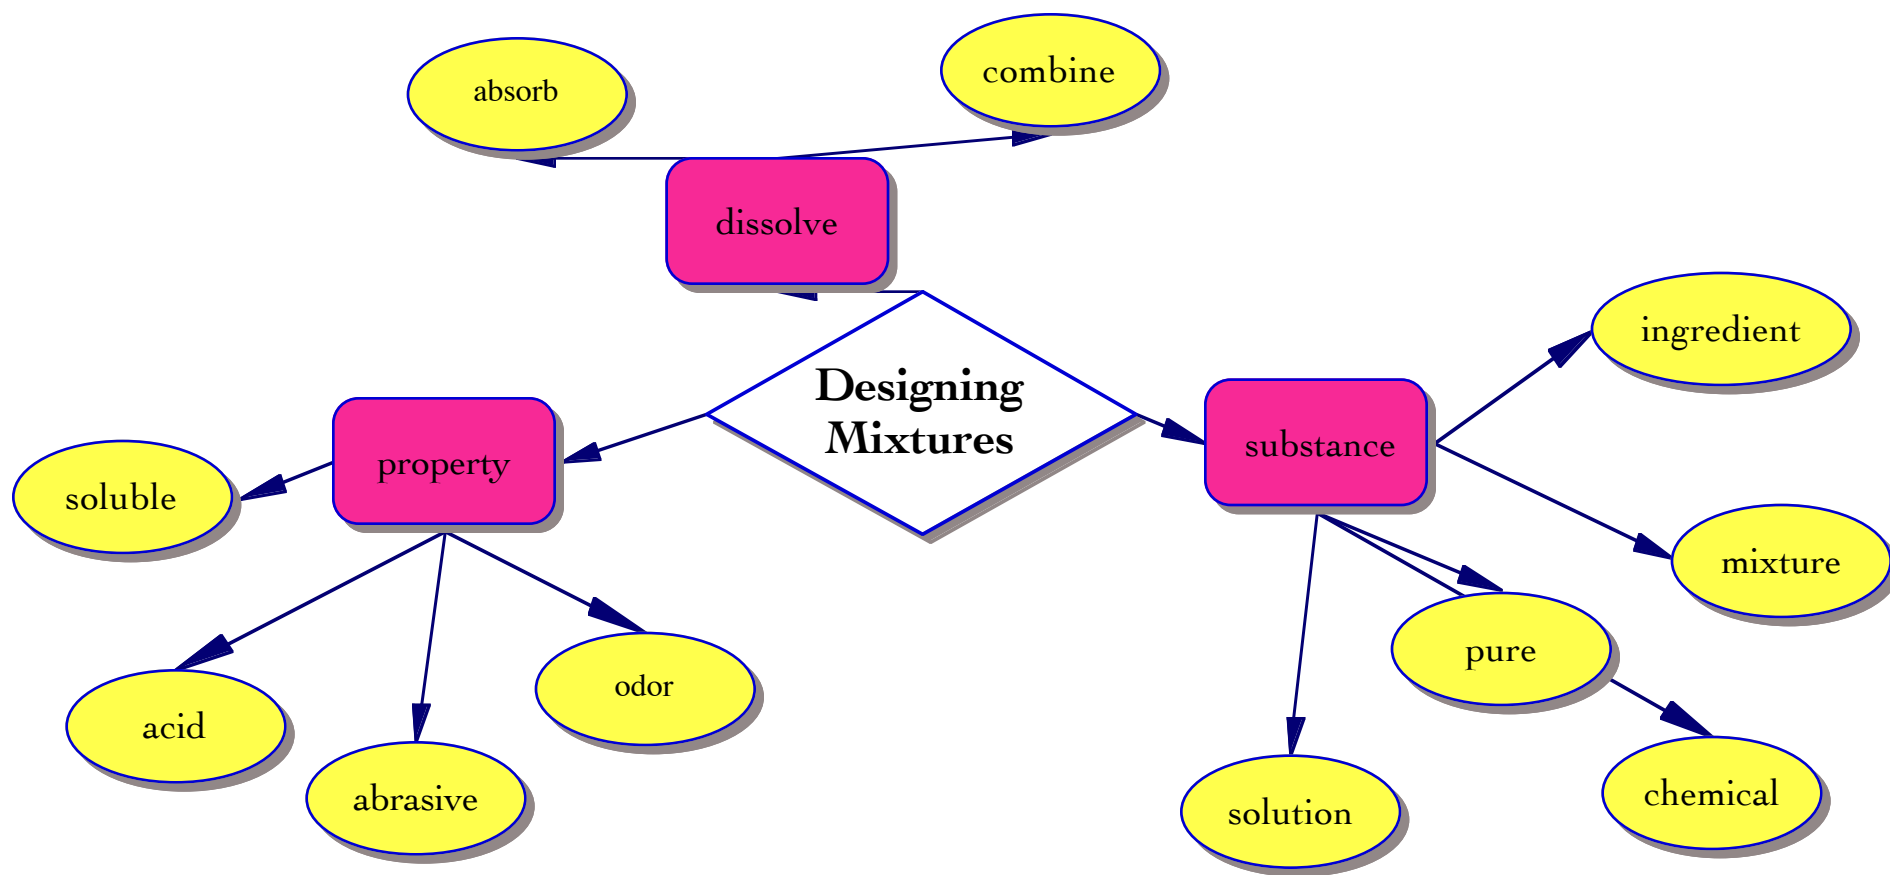 absorb
combine
dissolve
ingredient
Designing
Mixtures
substance
property
soluble
mixture
pure
odor
acid
abrasive
chemical
solution